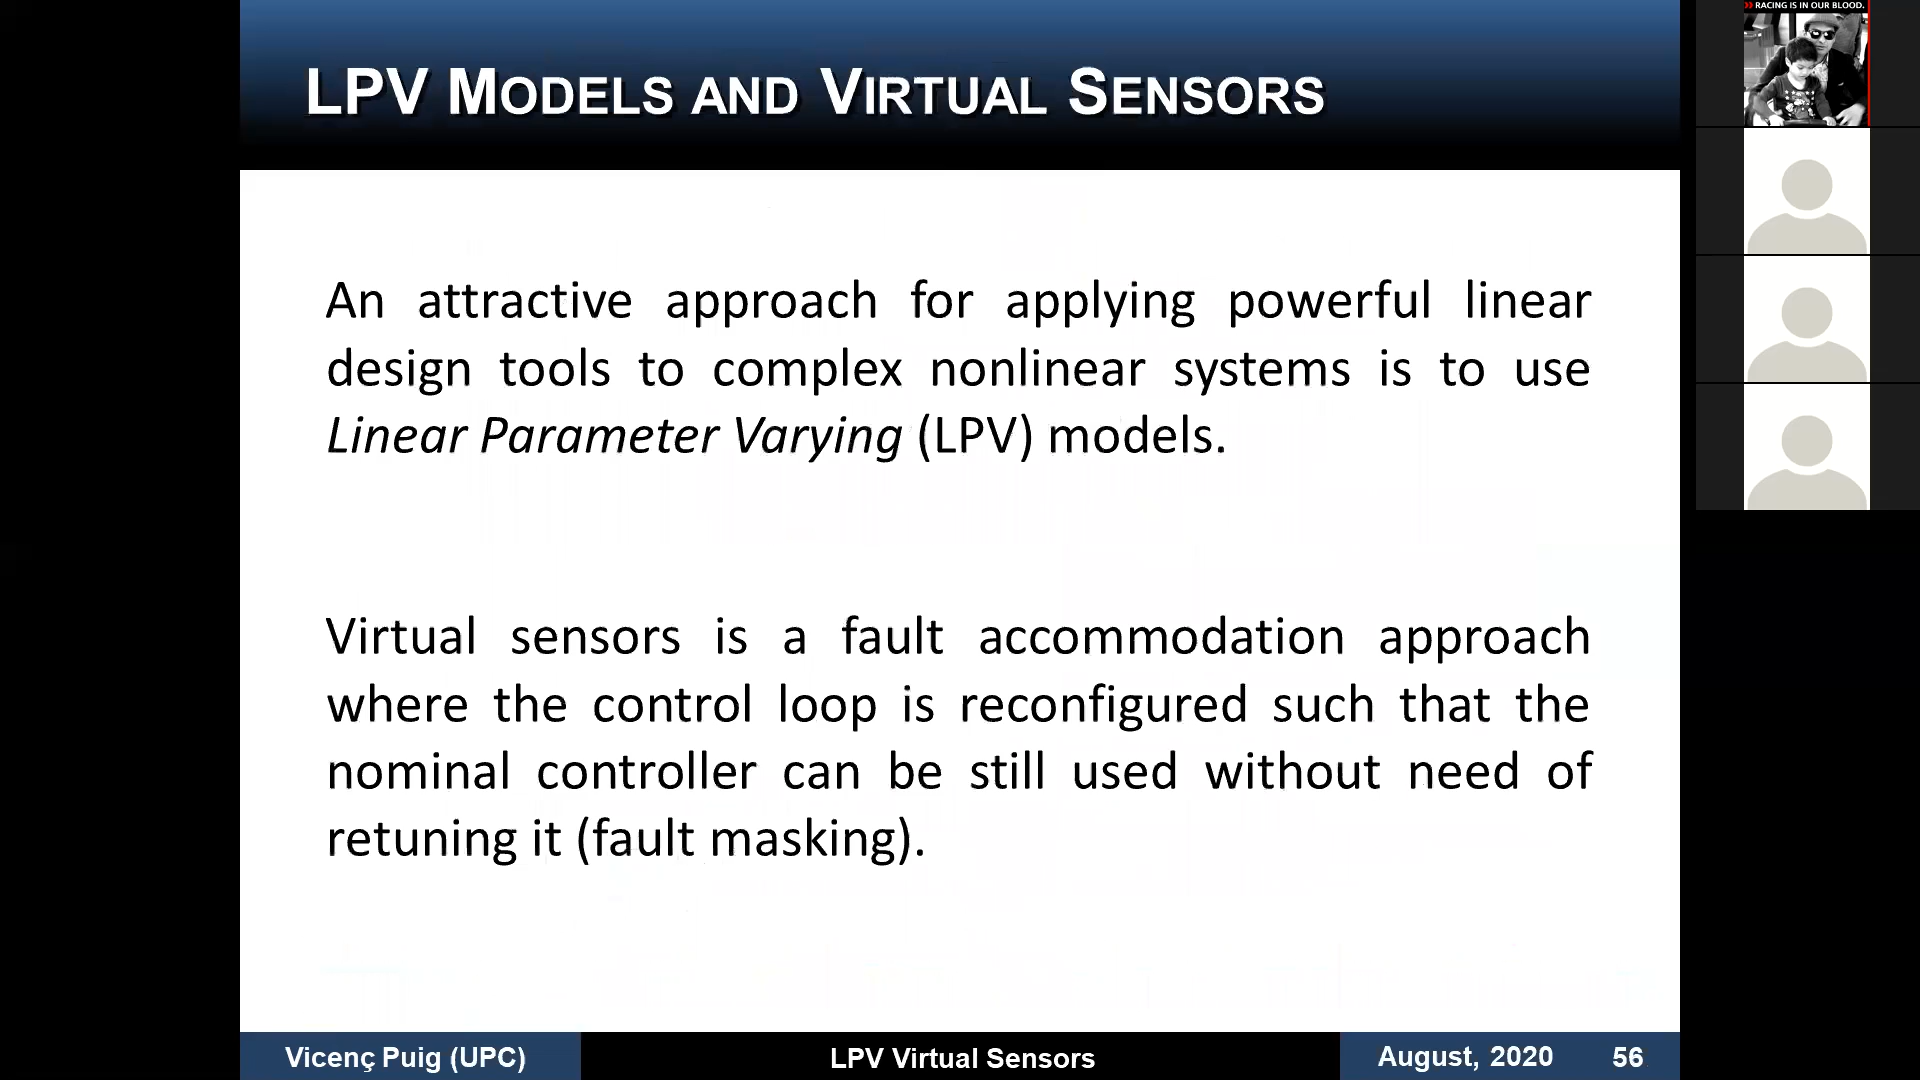 RACING IS IN OUR BLOOD.
LPV MODELS AND VIRTUAL SENSORS
An attractive approach for applying powerful linear
design tools to complex nonlinear systems is to use
Linear Parameter Varying (LPV) models.
Virtual sensors is a fault accommodation approach
where the control loop is reconfigured such that the
nominal controller can be still used without need of
retuning it (fault masking).
Vicenç Puig (UPC)
LPV Virtual Sensors
August, 2020
56